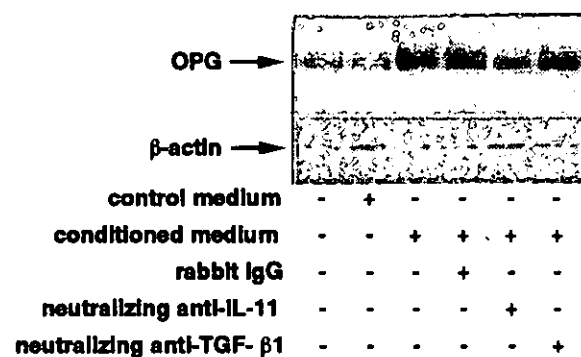 OPG
β-actin
control medium - + - - - -
conditioned medium - - + + + +
rabbit IgG - - - + - -
neutralizing anti-IL-11 - - - - + -
neutralizing anti-TGF- β1 - - - - - +